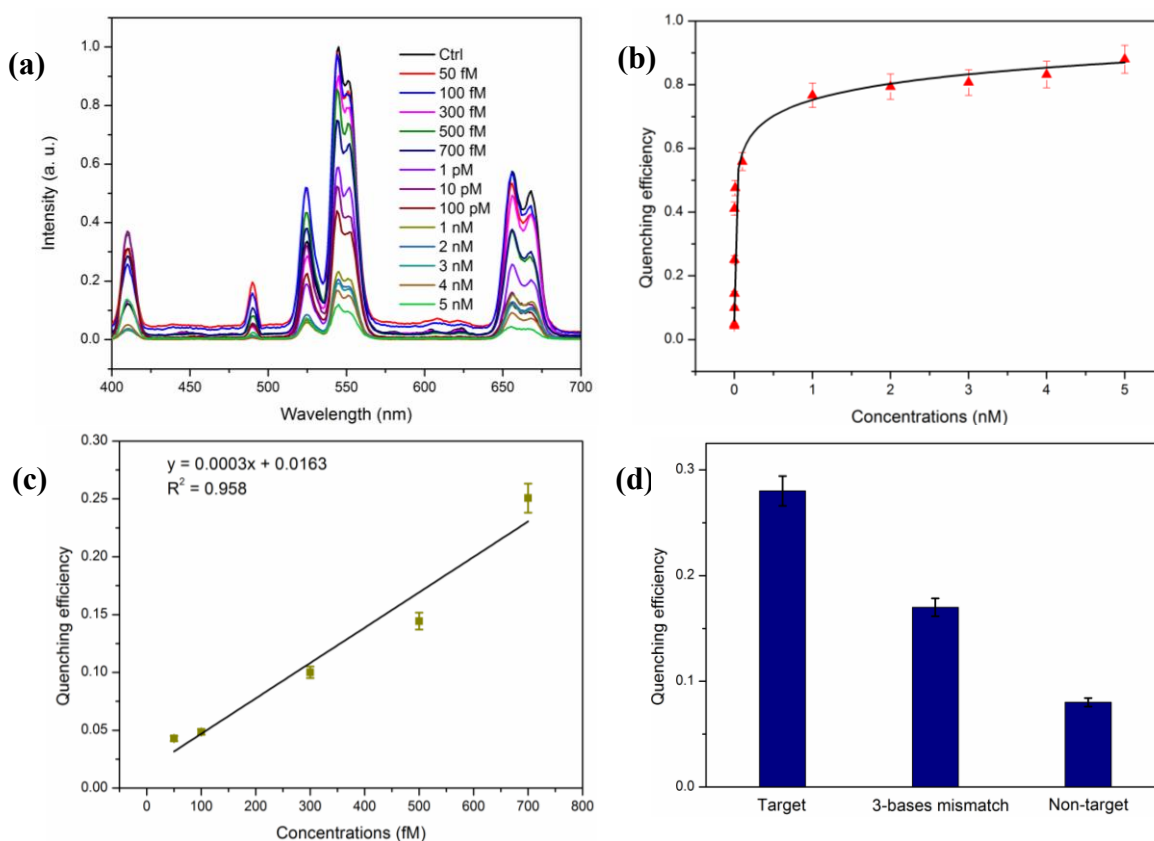 (a)
1.0
0.8
0.6
0.4
0.2
0.0
Intensity (a. u.)
400 450 500 550 600 650 700
Wavelength (nm)
Ctrl
50 fM
100 fM
300 fM
500 fM
700 fM
1 pM
10 pM
100 pM
1 nM
2 nM
3 nM
4 nM
5 nM
(b)
1.0
0.8
0.6
0.4
0.2
0.0
Quenching efficiency
0 1 2 3 4 5
Concentrations (nM)
(c)
y = 0.0003x + 0.0163
R² = 0.958
0.30
0.25
0.20
0.15
0.10
0.05
0.00
Quenching efficiency
0 100 200 300 400 500 600 700 800
Concentrations (fM)
(d)
0.3
0.2
0.1
0.0
Quenching efficiency
Target 3-bases mismatch Non-target